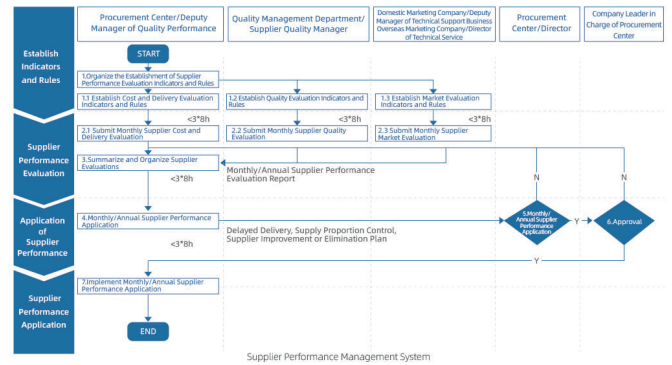 Procurement Center/Deputy
Manager of Quality Performance
Quality Management Department/
Supplier Quality Manager
Domestic Marketing Company/Deputy
Manager of Technical Support Business
Overseas Marketing Company/Director
of Technical Service
Procurement
Center/Director
Company Leader in
Charge of Procurement
Center
Establish
Indicators
and Rules
START
1.Organize the Establishment of Supplier
Performance Evaluation Indicators and Rules
1.1 Establish Cost and Delivery Evaluation
Indicators and Rules
1.2 Establish Quality Evaluation Indicators and
Rules
1.3 Establish Market Evaluation
Indicators and Rules
<3*8h
<3*8h
<3*8h
Supplier
Performance
Evaluation
2.1 Submit Monthly Supplier Cost and
Delivery Evaluation
2.2 Submit Monthly Supplier Quality
Evaluation
2.3 Submit Monthly Supplier
Market Evaluation
3.Summarize and Organize Supplier
Evaluations
<3*8h
Monthly/Annual Supplier Performance
Evaluation Report
N
N
Application
of
Supplier
Performance
4.Monthly/Annual Supplier Performance
Application
<3*8h
Delayed Delivery, Supply Proportion Control,
Supplier Improvement or Elimination Plan
5.Monthly/
Annual Supplier
Performance
Application
Y
6.Approval
Y
Supplier
Performance
Application
7.Implement Monthly/Annual Supplier
Performance Application
END
Supplier Performance Management System